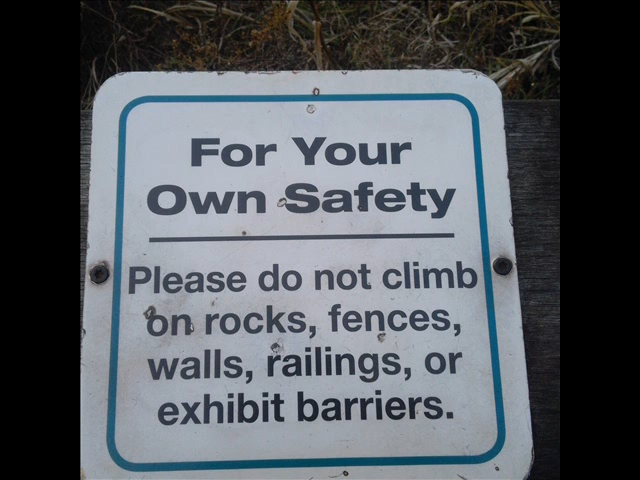 For Your
Own Safety
Please do not climb
on rocks, fences,
walls, railings, or
exhibit barriers.